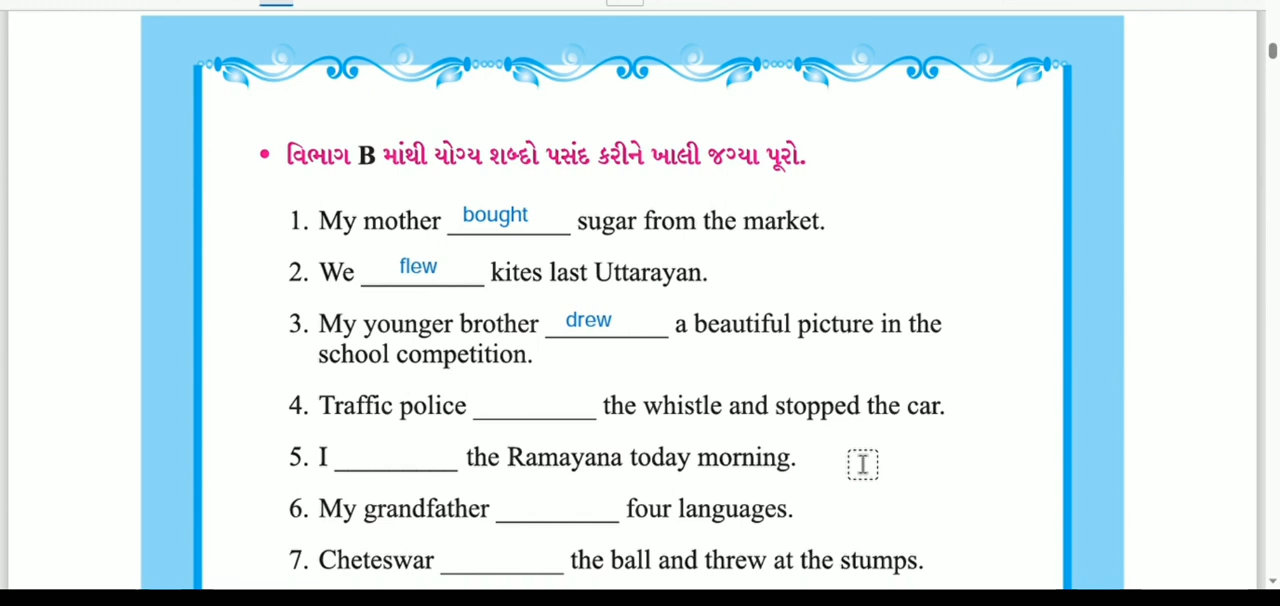 • વિભાગ B માંથી યોગ્ય શબ્દો પસંદ કરીને ખાલી જગ્યા પૂરો.
1. My mother bought sugar from the market.
2. We flew kites last Uttarayan.
3. My younger brother drew a beautiful picture in the
school competition.
4. Traffic police __________ the whistle and stopped the car.
5. I __________ the Ramayana today morning.
6. My grandfather __________ four languages.
7. Cheteswar __________ the ball and threw at the stumps.